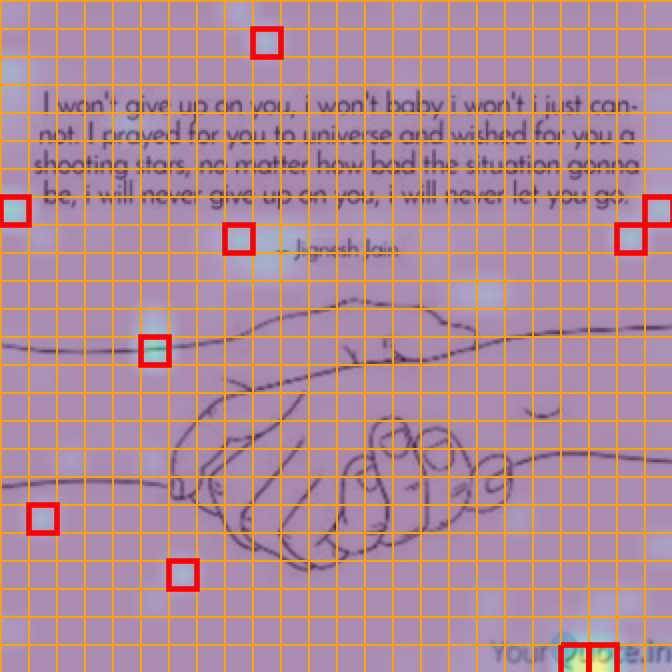 I won't give up on you, i won't baby i won't i just can-
not. I prayed for you to universe and wished for you a
shooting stars, no matter how bad the situation gonna
be, i will never give up on you, i will never let you go.
- Jignesh Jain
YourQuote.in